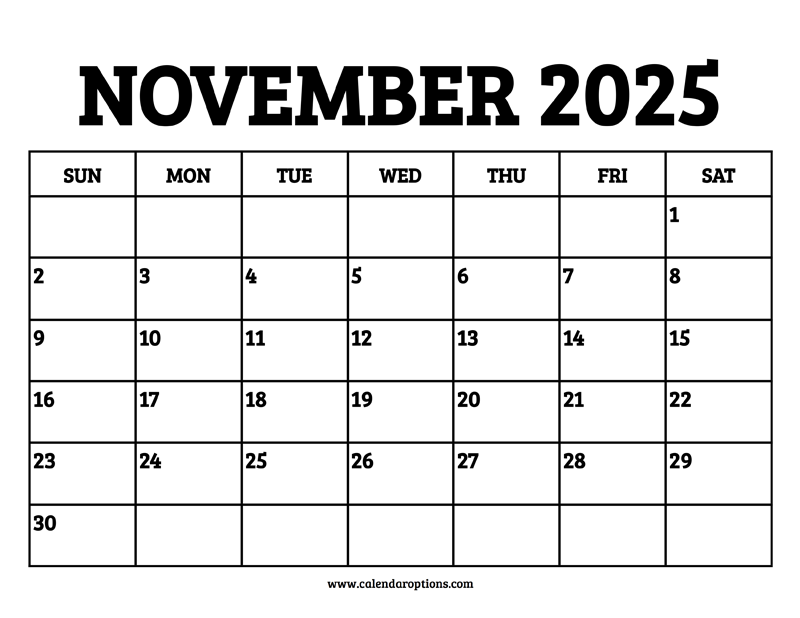 NOVEMBER 2025
SUN MON TUE WED THU FRI SAT
1
2 3 4 5 6 7 8
9 10 11 12 13 14 15
16 17 18 19 20 21 22
23 24 25 26 27 28 29
30
www.calendaroptions.com